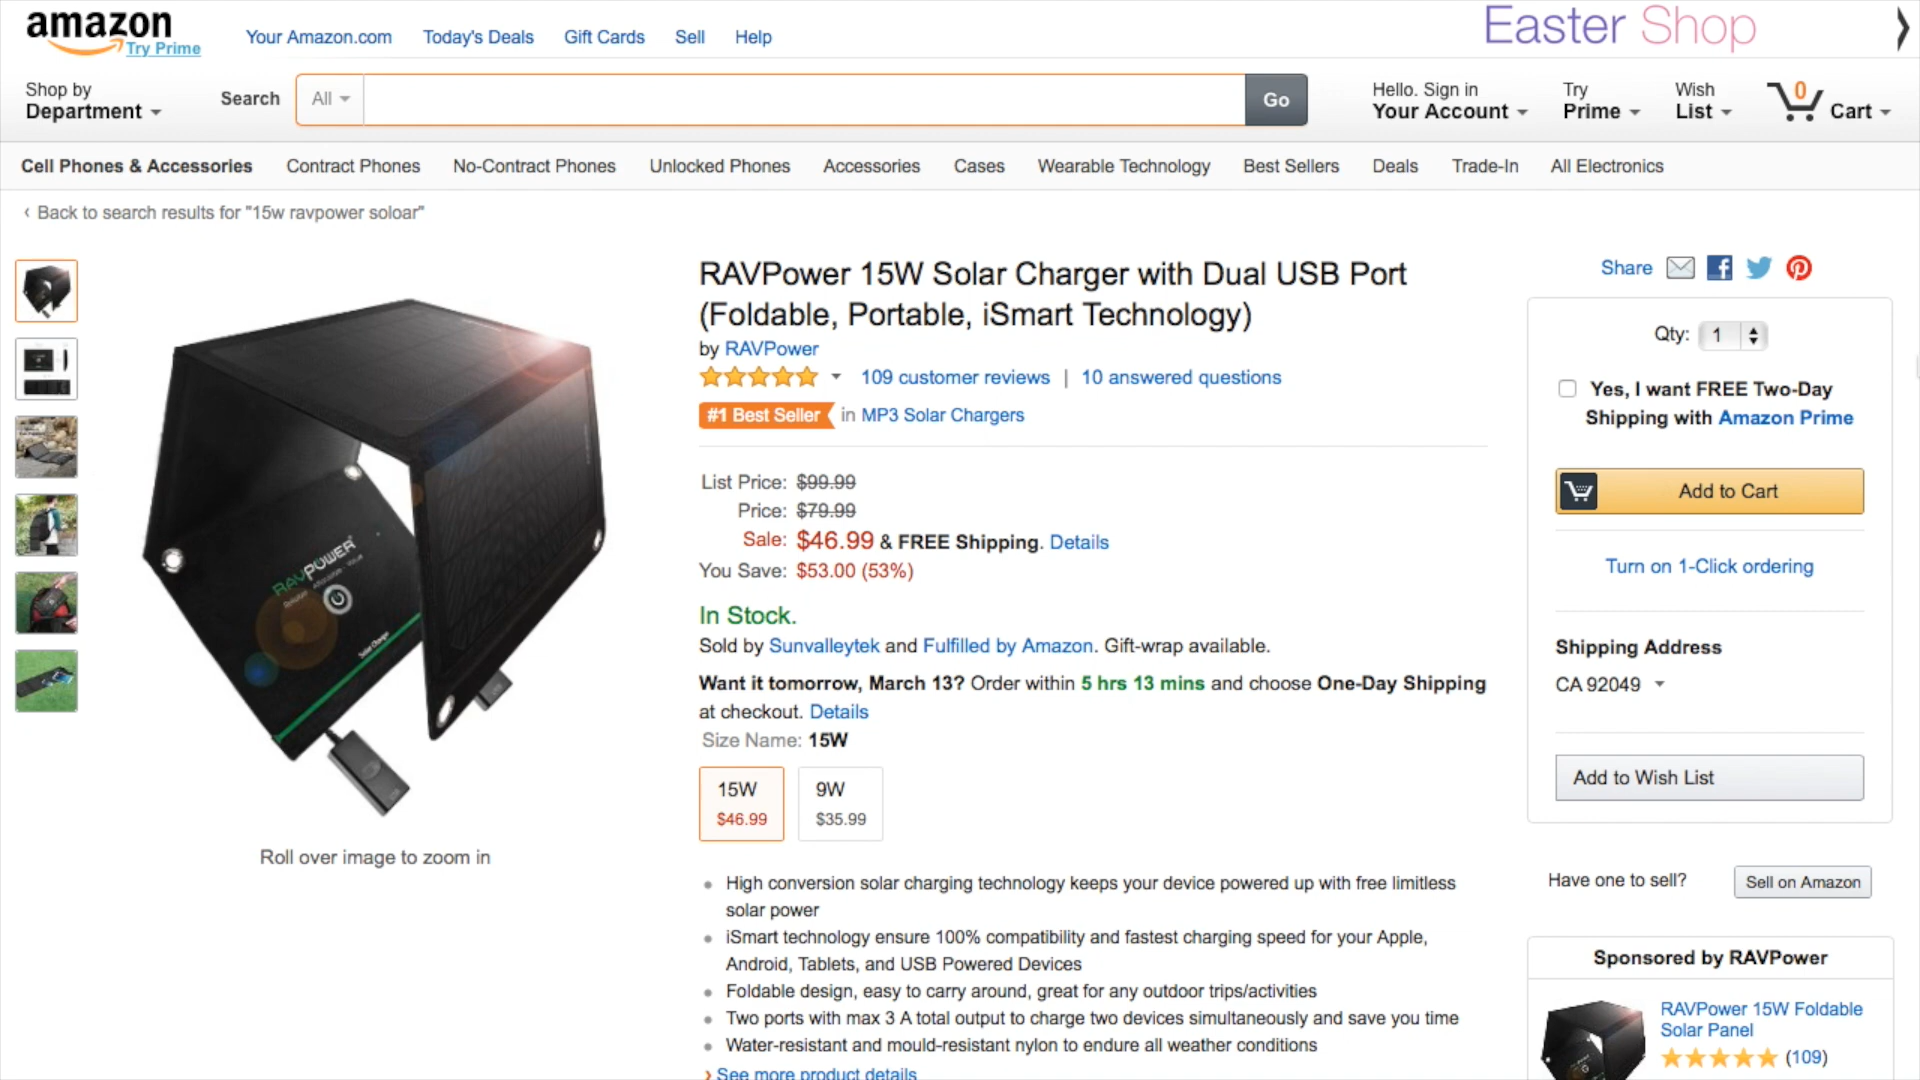 amazon
Try Prime
Your Amazon.com Today's Deals Gift Cards Sell Help
Easter Shop
Shop by
Department
Search All Go
Hello. Sign in
Your Account
Try
Prime
Wish
List
0
Cart
Cell Phones & Accessories Contract Phones No-Contract Phones Unlocked Phones Accessories Cases Wearable Technology Best Sellers Deals Trade-In All Electronics
‹ Back to search results for "15w ravpower soloar"
RAVPOWER
Solar Charger
Roll over image to zoom in
RAVPower 15W Solar Charger with Dual USB Port
(Foldable, Portable, iSmart Technology)
by RAVPower
109 customer reviews | 10 answered questions
#1 Best Seller in MP3 Solar Chargers
List Price: $99.99
Price: $79.99
Sale: $46.99 & FREE Shipping. Details
You Save: $53.00 (53%)
In Stock.
Sold by Sunvalleytek and Fulfilled by Amazon. Gift-wrap available.
Want it tomorrow, March 13? Order within 5 hrs 13 mins and choose One-Day Shipping
at checkout. Details
Size Name: 15W
15W
$46.99
9W
$35.99
High conversion solar charging technology keeps your device powered up with free limitless
solar power
iSmart technology ensure 100% compatibility and fastest charging speed for your Apple,
Android, Tablets, and USB Powered Devices
Foldable design, easy to carry around, great for any outdoor trips/activities
Two ports with max 3 A total output to charge two devices simultaneously and save you time
Water-resistant and mould-resistant nylon to endure all weather conditions
› See more product details
Share
Qty: 1
Yes, I want FREE Two-Day
Shipping with Amazon Prime
Add to Cart
Turn on 1-Click ordering
Shipping Address
CA 92049
Add to Wish List
Have one to sell? Sell on Amazon
Sponsored by RAVPower
RAVPower 15W Foldable
Solar Panel
(109)